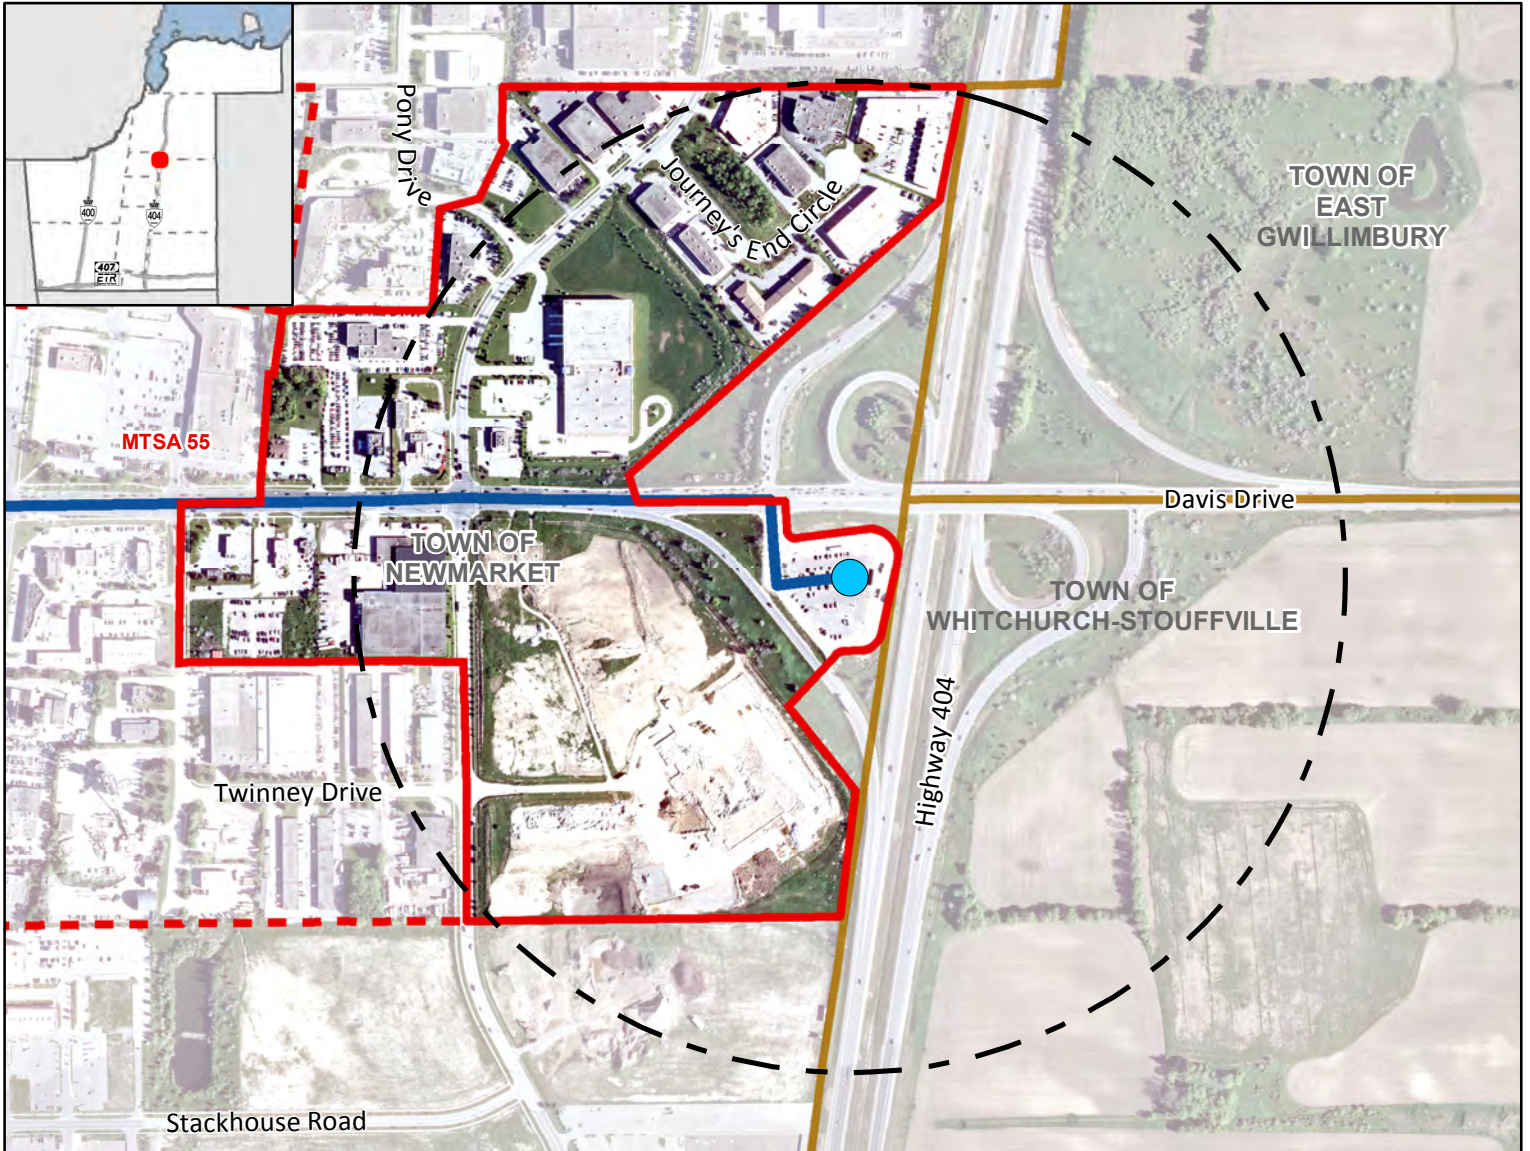 400
404
407
ETR
Pony Drive
Journey's End Circle
TOWN OF
EAST
GWILLIMBURY
MTSA 55
Davis Drive
TOWN OF
NEWMARKET
TOWN OF
WHITCHURCH-STOUFFVILLE
Highway 404
Twinney Drive
Stackhouse Road